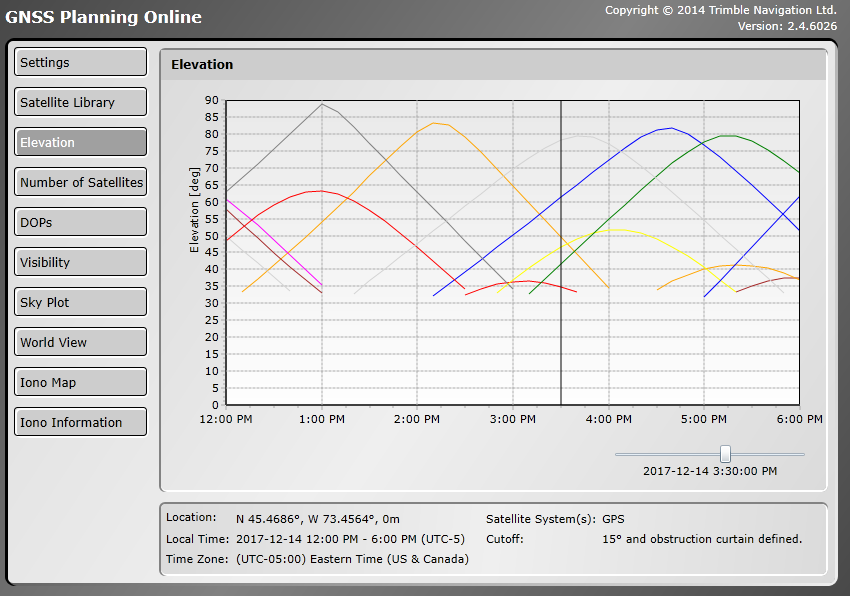 GNSS Planning Online
Copyright © 2014 Trimble Navigation Ltd.
Version: 2.4.6026
Settings
Satellite Library
Elevation
Number of Satellites
DOPs
Visibility
Sky Plot
World View
Iono Map
Iono Information
Elevation
Elevation [deg]
90
85
80
75
70
65
60
55
50
45
40
35
30
25
20
15
10
5
0
12:00 PM 1:00 PM 2:00 PM 3:00 PM 4:00 PM 5:00 PM 6:00 PM
2017-12-14 3:30:00 PM
Location: N 45.4686°, W 73.4564°, 0m
Satellite System(s): GPS
Local Time: 2017-12-14 12:00 PM - 6:00 PM (UTC-5)
Cutoff: 15° and obstruction curtain defined.
Time Zone: (UTC-05:00) Eastern Time (US & Canada)